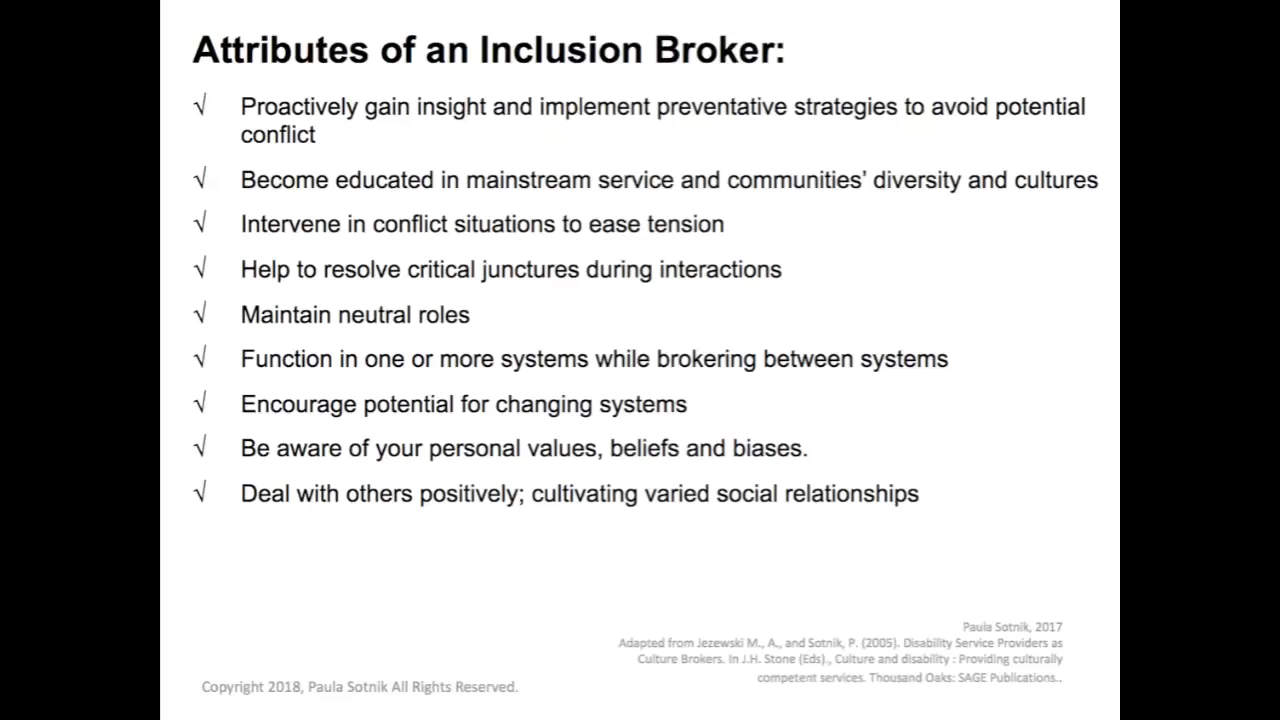 Attributes of an Inclusion Broker:
√ Proactively gain insight and implement preventative strategies to avoid potential
conflict
√ Become educated in mainstream service and communities’ diversity and cultures
√ Intervene in conflict situations to ease tension
√ Help to resolve critical junctures during interactions
√ Maintain neutral roles
√ Function in one or more systems while brokering between systems
√ Encourage potential for changing systems
√ Be aware of your personal values, beliefs and biases.
√ Deal with others positively; cultivating varied social relationships
Paula Sotnik, 2017
Adapted from Jezewski M., A., and Sotnik, P. (2005). Disability Service Providers as
Culture Brokers. In J.H. Stone (Eds)., Culture and disability : Providing culturally
competent services. Thousand Oaks: SAGE Publications..
Copyright 2018, Paula Sotnik All Rights Reserved.